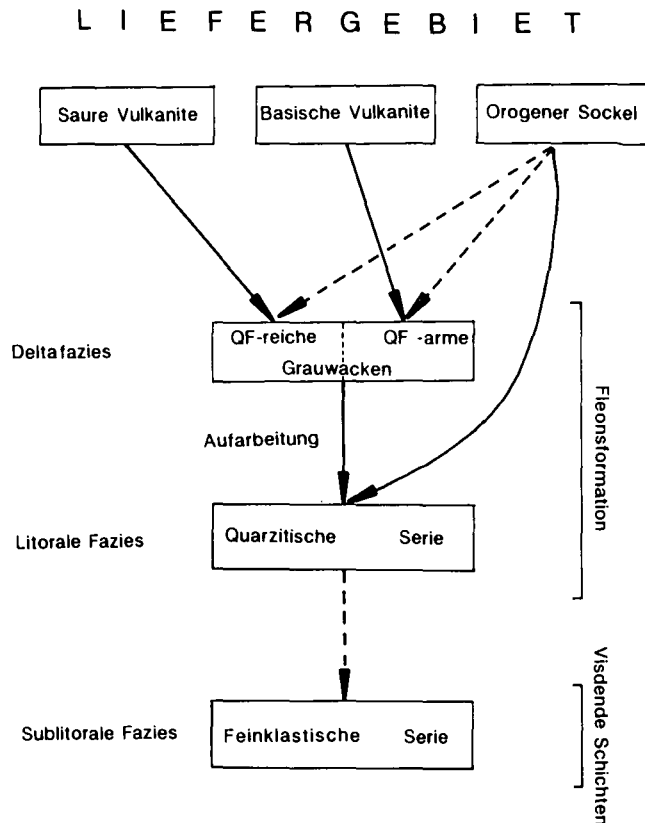 LIEFERGEBIET
Saure Vulkanite
Basische Vulkanite
Orogener Sockel
Deltafazies
QF-reiche QF-arme
Grauwacken
Aufarbeitung
Fleonsformation
Litorale Fazies
Quarzitische Serie
Visdende Schichten
Sublitorale Fazies
Feinklastische Serie